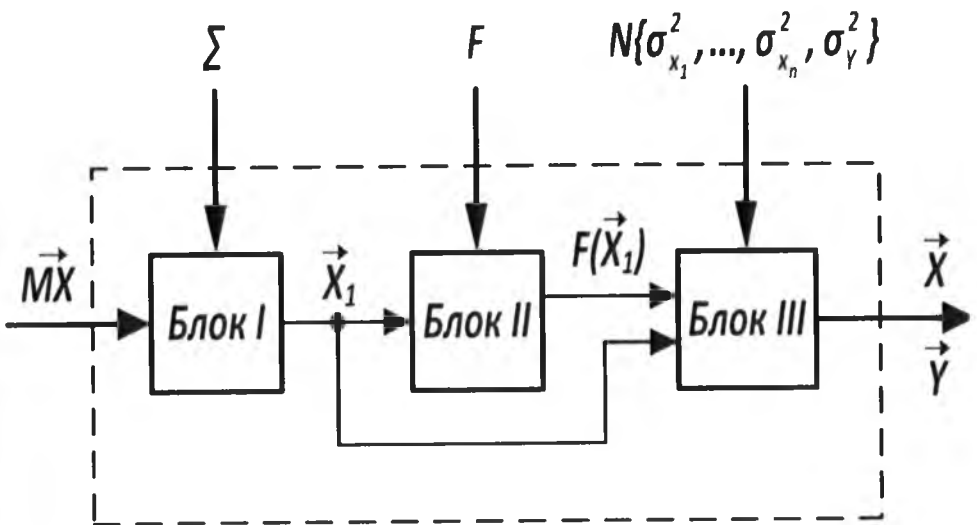 Σ
F
N{σ²ₓ₁,..., σ²ₓₙ, σ²Y}
MX⃗
Блок I
X⃗₁
Блок II
F(X⃗₁)
Блок III
X⃗
Y⃗